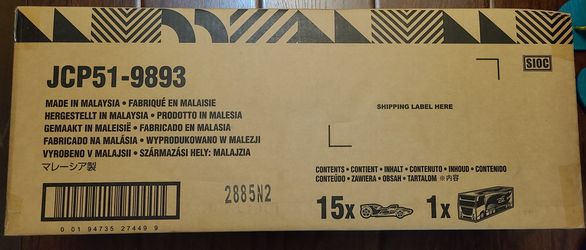 JCP51-9893
SIOC
MADE IN MALAYSIA • FABRIQUÉ EN MALAISIE
HERGESTELLT IN MALAYSIA • PRODOTTO IN MALESIA
GEMAAKT IN MALEISIË • FABRICADO EN MALASIA
FABRICADO NA MALÁSIA • WYPRODUKOWANO W MALEZJI
VYROBENO V MALAJSII • SZÁRMAZÁSI HELY: MALAJZIA
マレーシア製
SHIPPING LABEL HERE
2885N2
CONTENTS • CONTIENT • INHALT • CONTENUTO • INHOUD • CONTENIDO
CONTEÚDO • ZAWIERA • OBSAH • TARTALOM ※内容
15x 1x
0 01 94735 27449 9